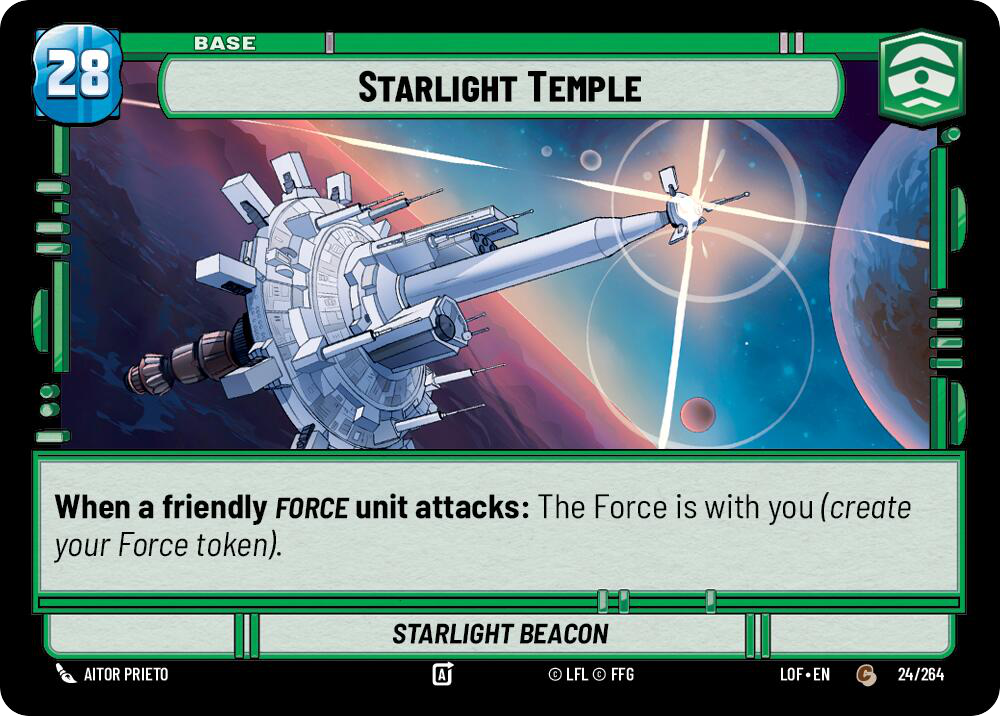 BASE
28
STARLIGHT TEMPLE
When a friendly FORCE unit attacks: The Force is with you (create
your Force token).
STARLIGHT BEACON
AITOR PRIETO
A
© LFL © FFG
LOF • EN
C
24/264